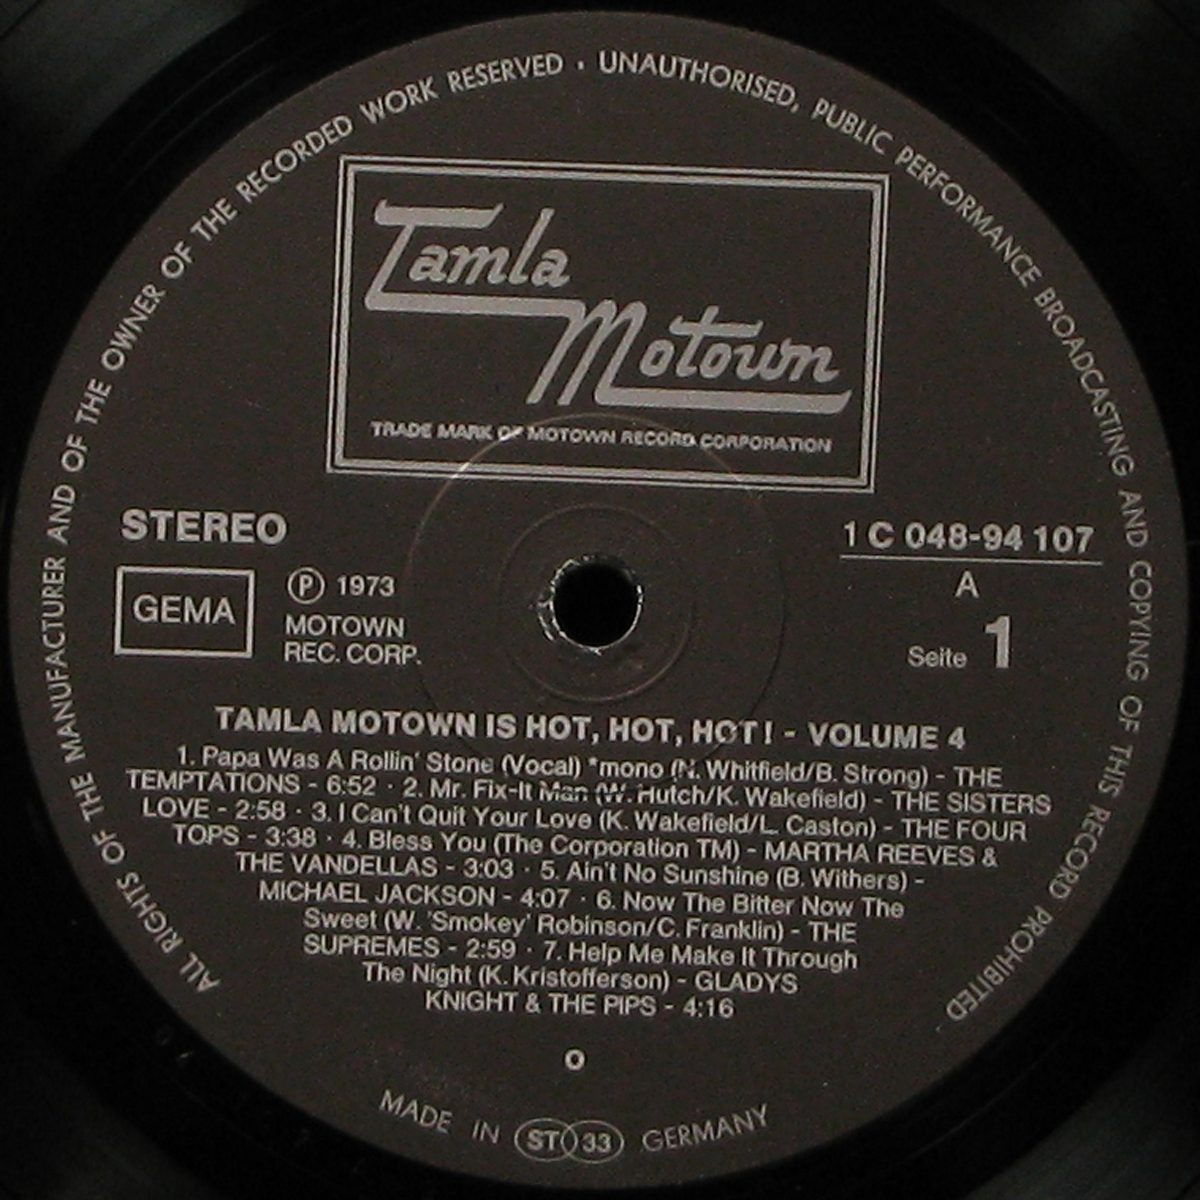 ALL RIGHTS OF THE MANUFACTURER AND OF THE OWNER OF THE RECORDED WORK RESERVED · UNAUTHORISED, PUBLIC PERFORMANCE BROADCASTING AND COPYING OF THIS RECORD PROHIBITED
Tamla
Motown
TRADE MARK OF MOTOWN RECORD CORPORATION
STEREO
GEMA
Ⓟ 1973
MOTOWN
REC. CORP.
1 C 048-94 107
A
Seite 1
TAMLA MOTOWN IS HOT, HOT, HOT! - VOLUME 4
1. Papa Was A Rollin' Stone (Vocal) *mono (N. Whitfield/B. Strong) - THE
TEMPTATIONS - 6:52 · 2. Mr. Fix-It Man (W. Hutch/K. Wakefield) - THE SISTERS
LOVE - 2:58 · 3. I Can't Quit Your Love (K. Wakefield/L. Caston) - THE FOUR
TOPS - 3:38 · 4. Bless You (The Corporation TM) - MARTHA REEVES &
THE VANDELLAS - 3:03 · 5. Ain't No Sunshine (B. Withers) -
MICHAEL JACKSON - 4:07 · 6. Now The Bitter Now The
Sweet (W. 'Smokey' Robinson/C. Franklin) - THE
SUPREMES - 2:59 · 7. Help Me Make It Through
The Night (K. Kristofferson) - GLADYS
KNIGHT & THE PIPS - 4:16
O
MADE IN ST 33 GERMANY